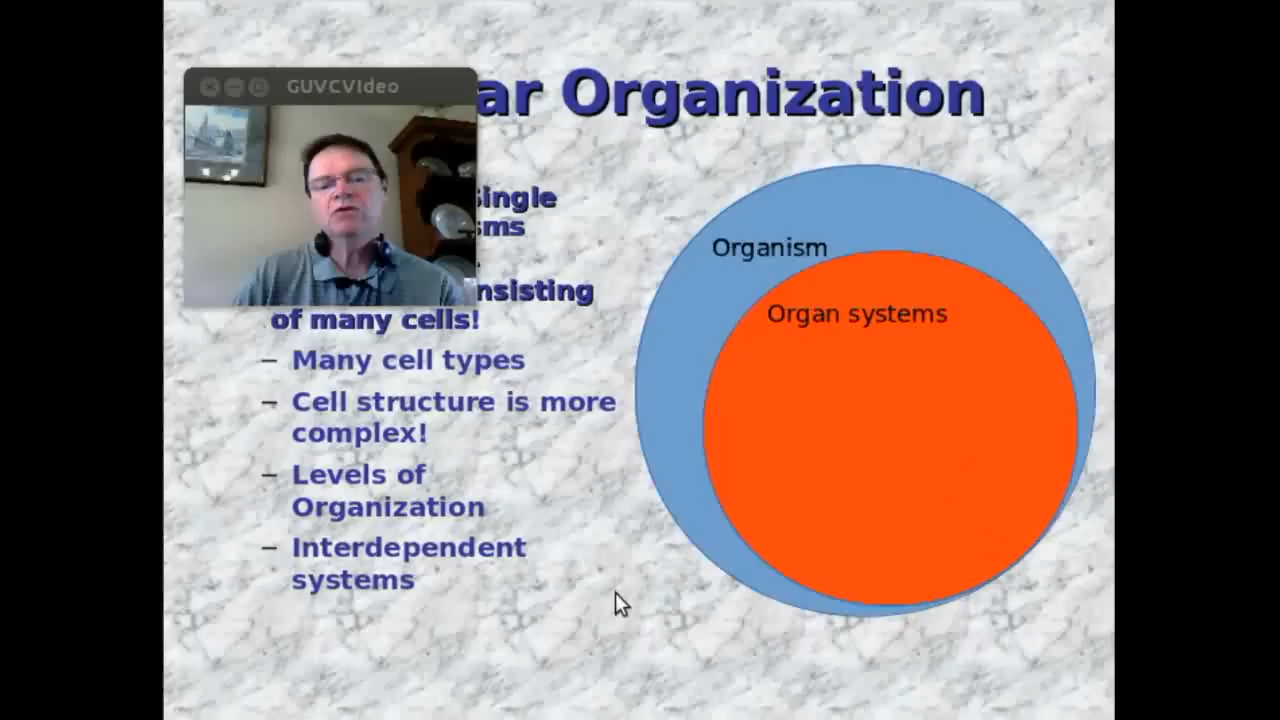 GUVCVideo
ar Organization
single
sms
nsisting
of many cells!
– Many cell types
– Cell structure is more
complex!
– Levels of
Organization
– Interdependent
systems
Organism
Organ systems